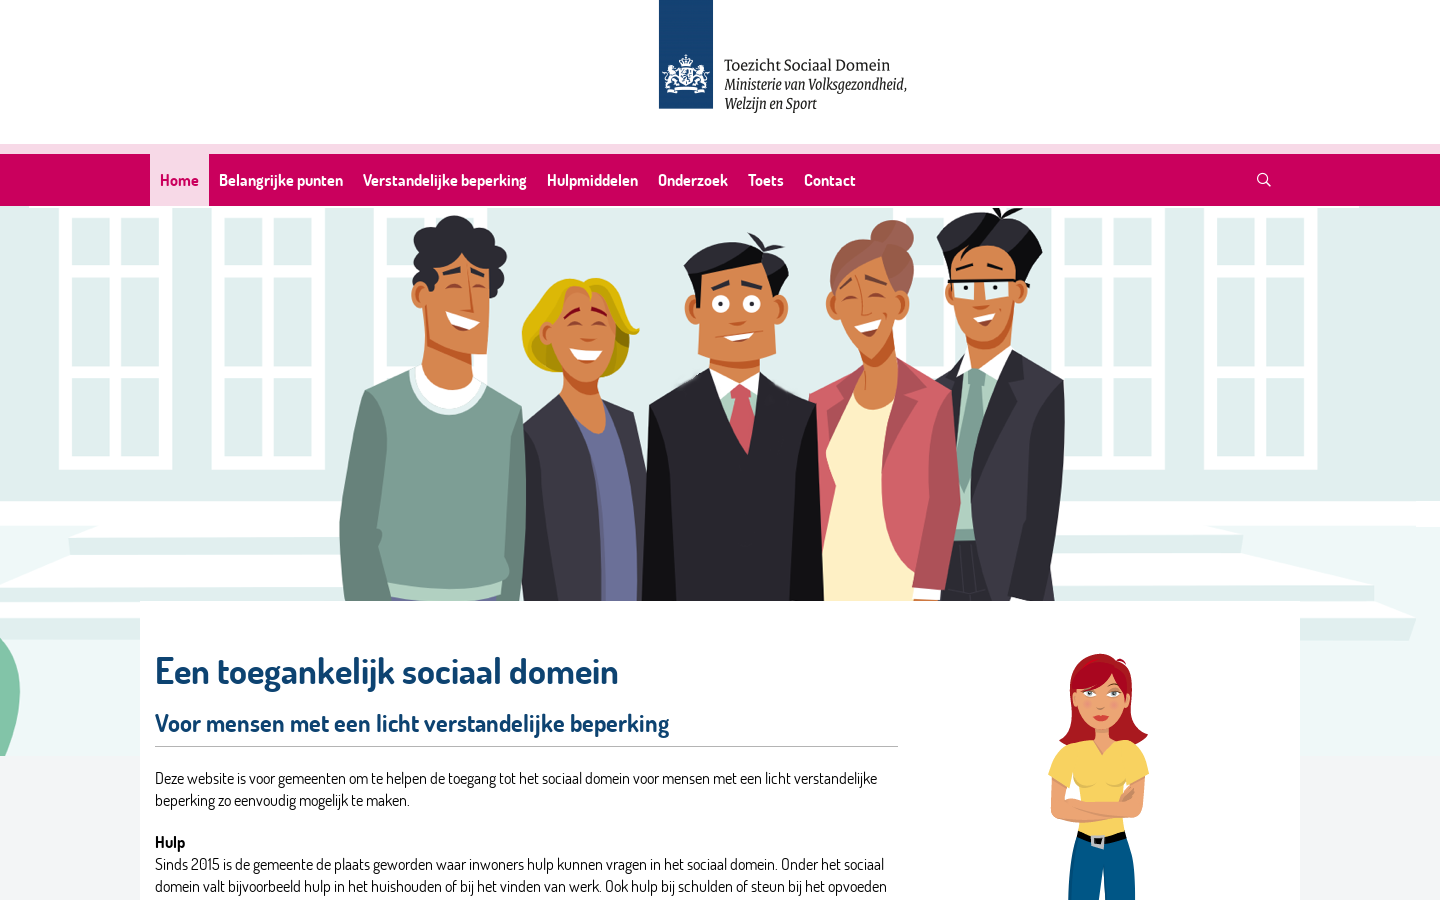 Toezicht Sociaal Domein
Ministerie van Volksgezondheid,
Welzijn en Sport
Home Belangrijke punten Verstandelijke beperking Hulpmiddelen Onderzoek Toets Contact
Een toegankelijk sociaal domein
Voor mensen met een licht verstandelijke beperking
Deze website is voor gemeenten om te helpen de toegang tot het sociaal domein voor mensen met een licht verstandelijke
beperking zo eenvoudig mogelijk te maken.
Hulp
Sinds 2015 is de gemeente de plaats geworden waar inwoners hulp kunnen vragen in het sociaal domein. Onder het sociaal
domein valt bijvoorbeeld hulp in het huishouden of bij het vinden van werk. Ook hulp bij schulden of steun bij het opvoeden